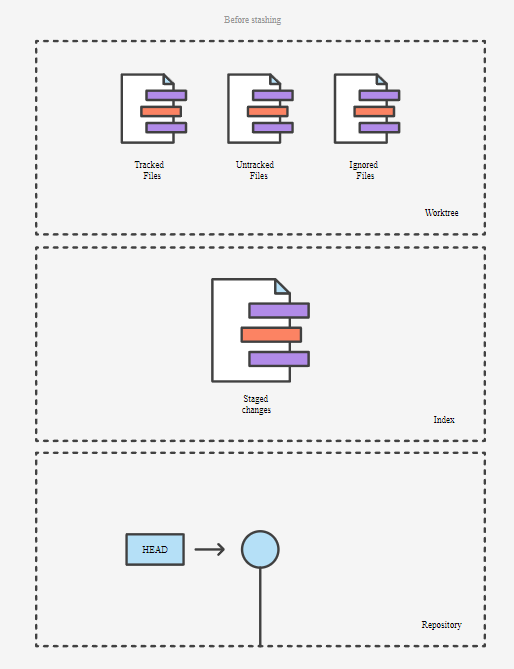 Before stashing
Tracked
Files
Untracked
Files
Ignored
Files
Worktree
Staged
changes
Index
HEAD
Repository